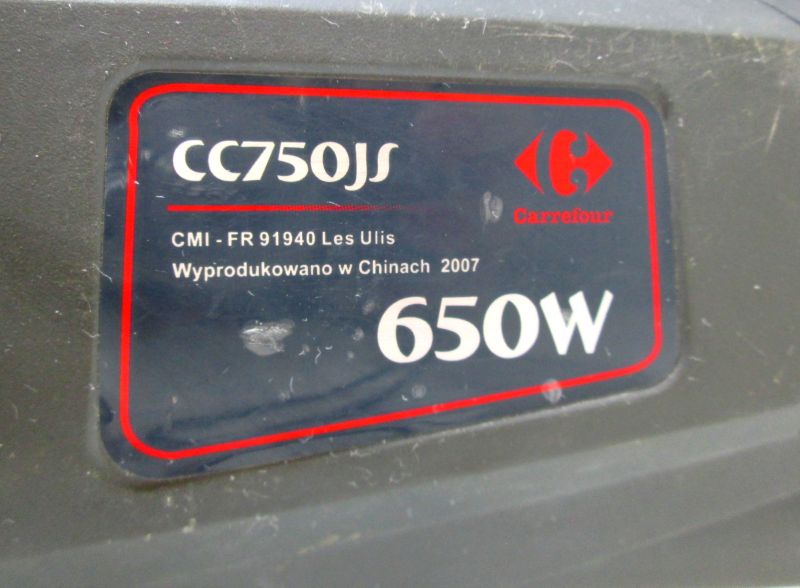 CC750JS
Carrefour
CMI - FR 91940 Les Ulis
Wyprodukowano w Chinach 2007
650W